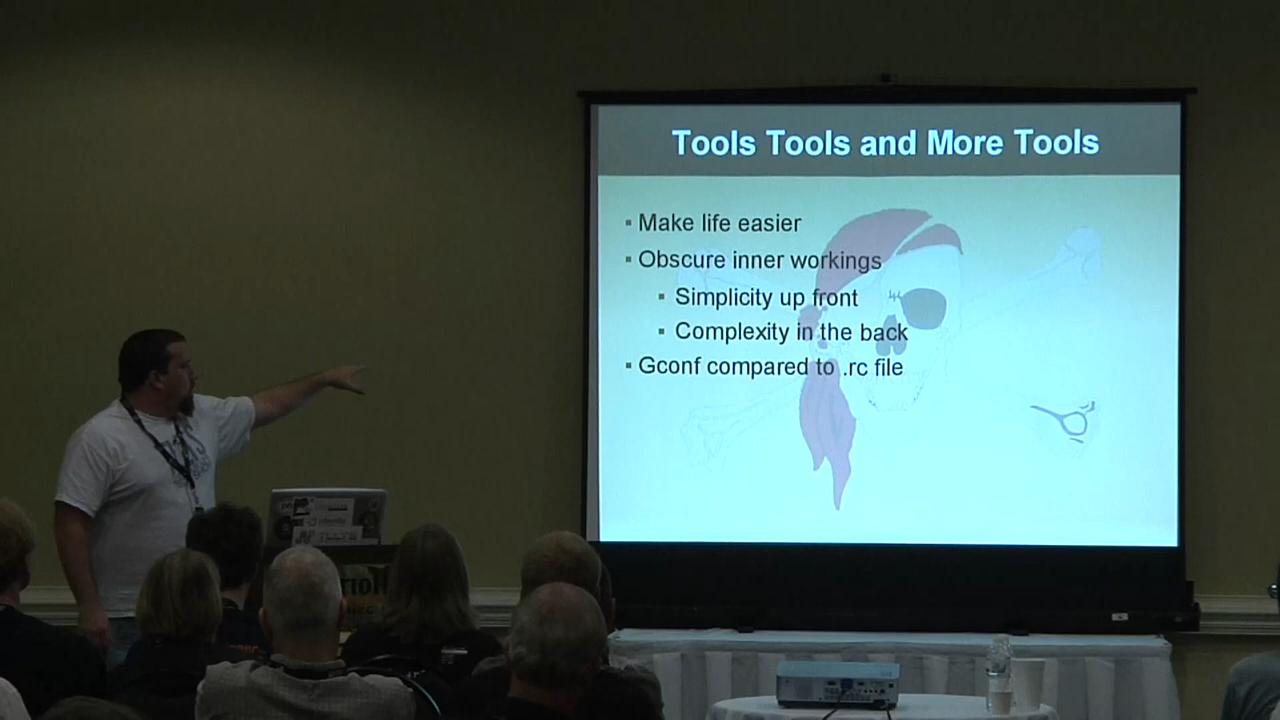 Tools Tools and More Tools
▪ Make life easier
▪ Obscure inner workings
▪ Simplicity up front
▪ Complexity in the back
▪ Gconf compared to .rc file